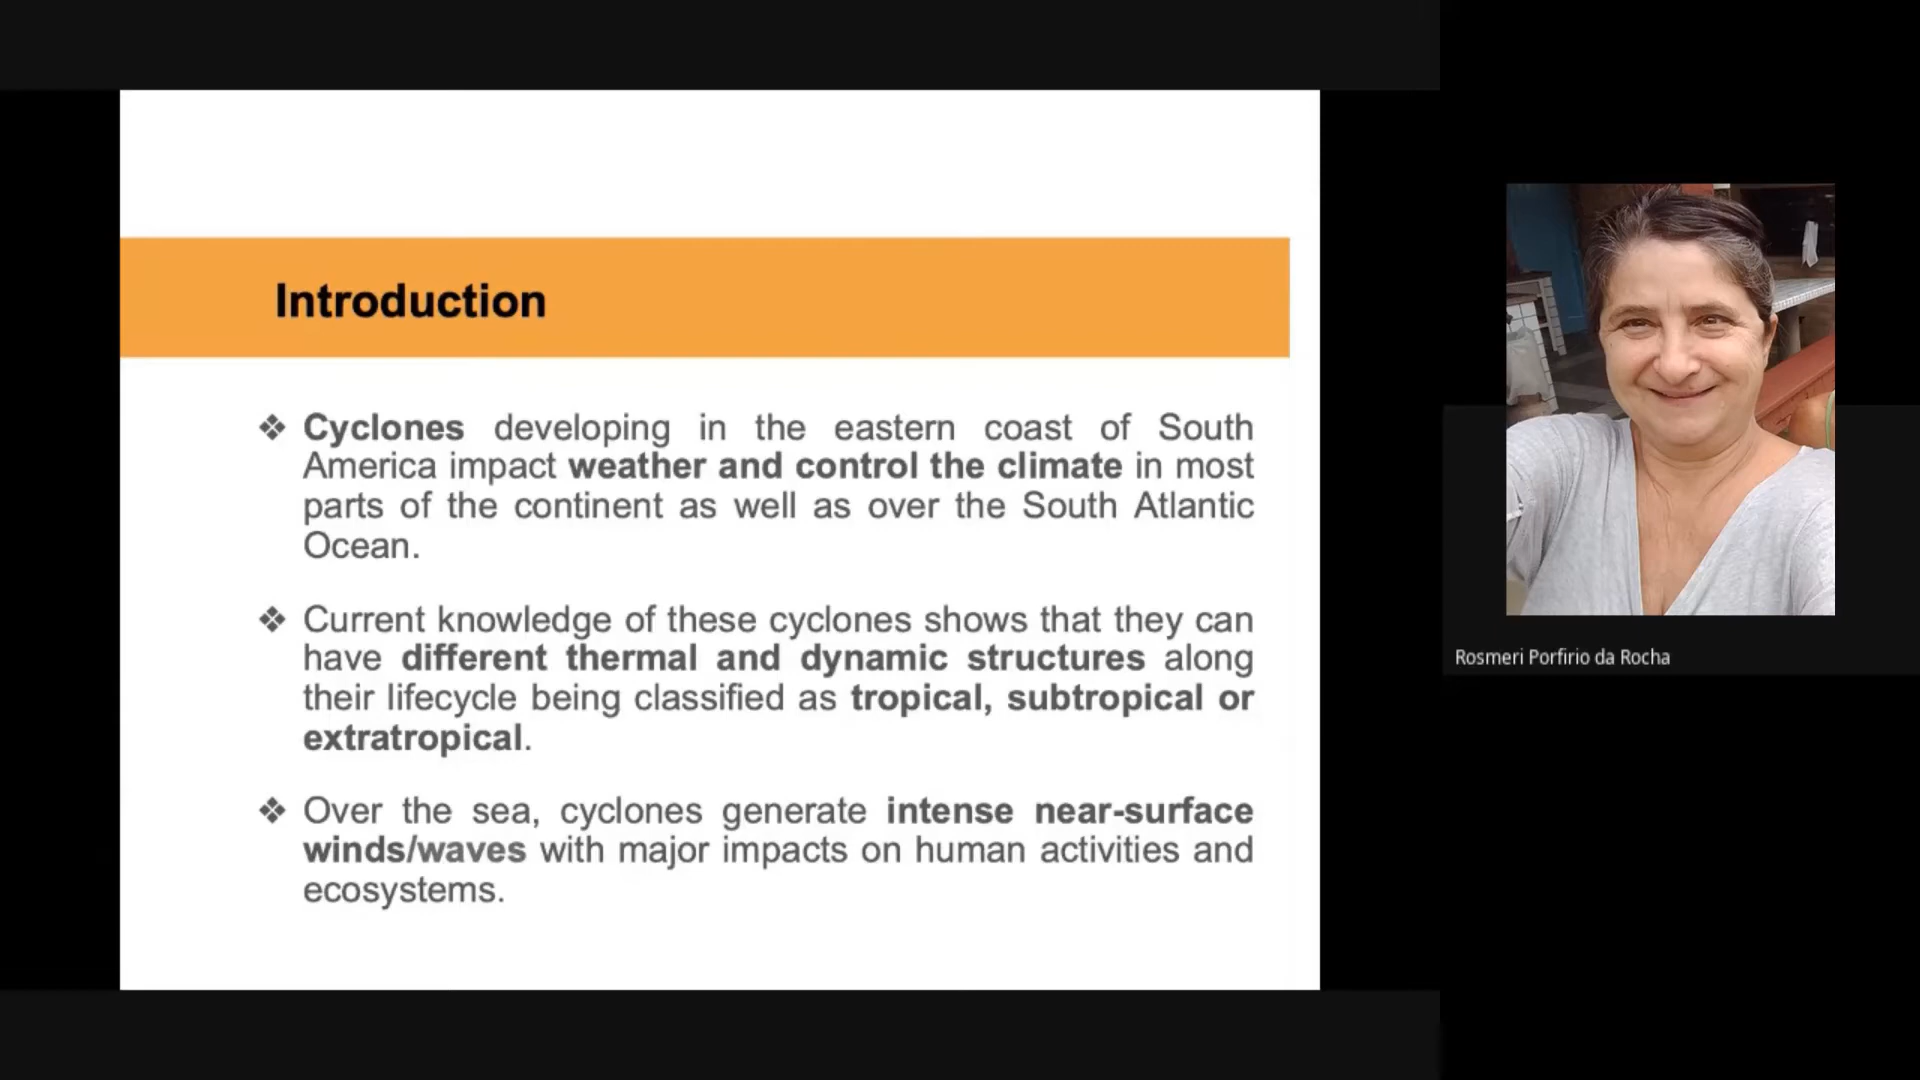 Introduction
❖ Cyclones developing in the eastern coast of South
America impact weather and control the climate in most
parts of the continent as well as over the South Atlantic
Ocean.
❖ Current knowledge of these cyclones shows that they can
have different thermal and dynamic structures along
their lifecycle being classified as tropical, subtropical or
extratropical.
❖ Over the sea, cyclones generate intense near-surface
winds/waves with major impacts on human activities and
ecosystems.
Rosmeri Porfirio da Rocha